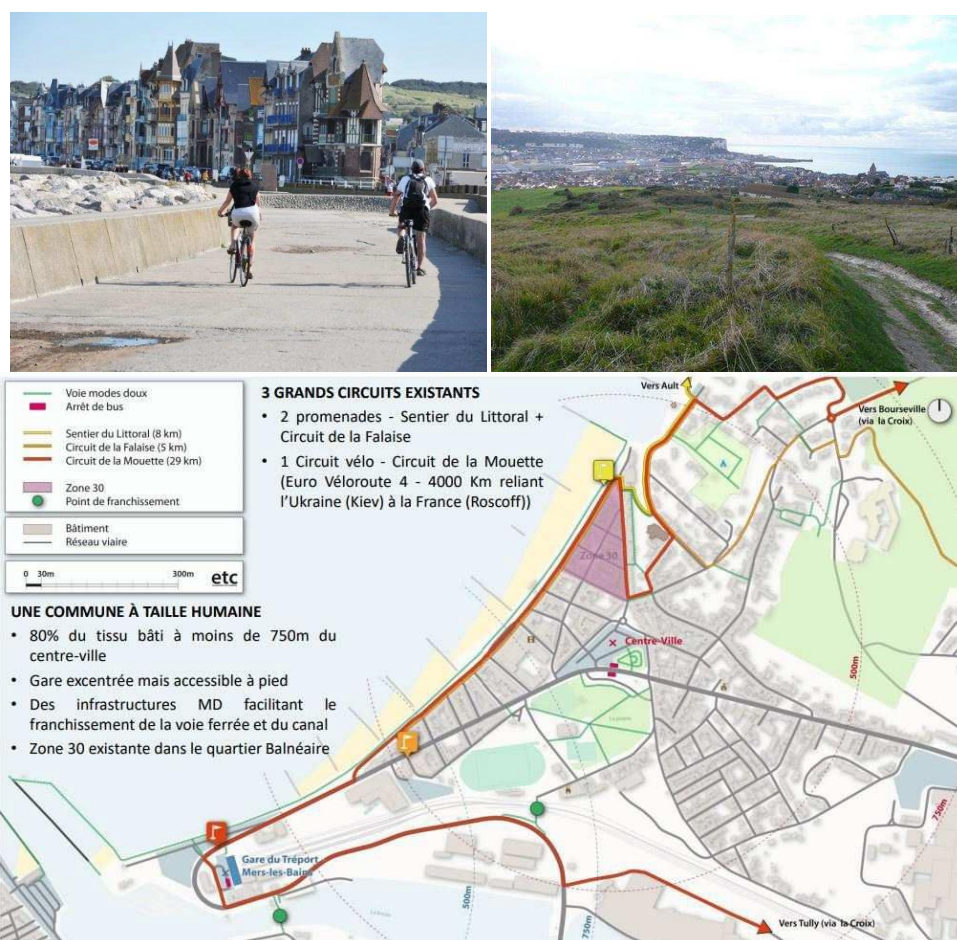 Voie modes doux
Arrêt de bus
Sentier du Littoral (8 km)
Circuit de la Falaise (5 km)
Circuit de la Mouette (29 km)
Zone 30
Point de franchissement
Bâtiment
Réseau viaire
0 30m 300m etc
3 GRANDS CIRCUITS EXISTANTS
• 2 promenades - Sentier du Littoral +
Circuit de la Falaise
• 1 Circuit vélo - Circuit de la Mouette
(Euro Véloroute 4 - 4000 Km reliant
l'Ukraine (Kiev) à la France (Roscoff))
UNE COMMUNE À TAILLE HUMAINE
• 80% du tissu bâti à moins de 750m du
centre-ville
• Gare excentrée mais accessible à pied
• Des infrastructures MD facilitant le
franchissement de la voie ferrée et du canal
• Zone 30 existante dans le quartier Balnéaire
Vers Ault
Vers Bourseville
(via la Croix)
Zone 30
Centre-Ville
500m
750m
Gare du Tréport
Mers-les-Bains
500m
750m
Vers Tully (via la Croix)